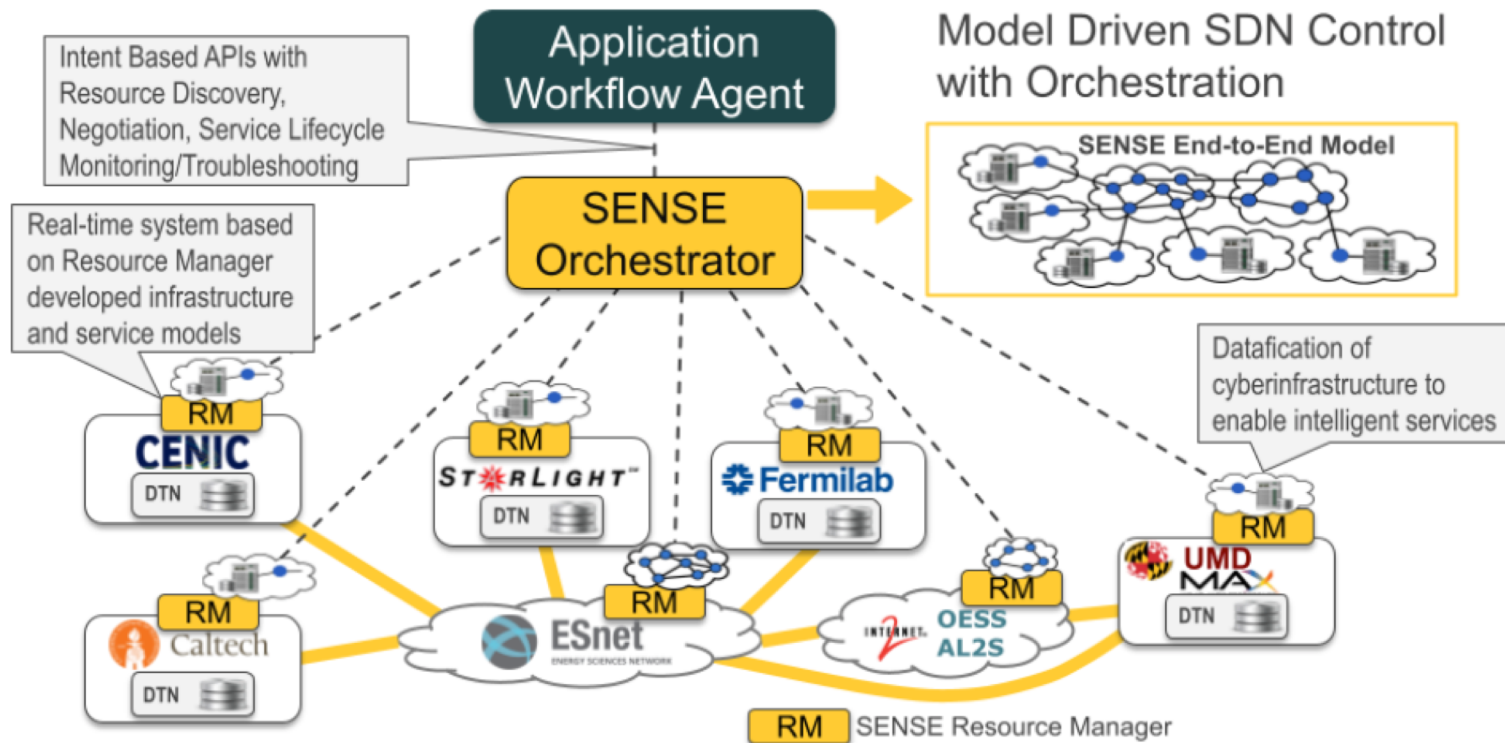 Application
Workflow Agent
Model Driven SDN Control
with Orchestration
Intent Based APIs with
Resource Discovery,
Negotiation, Service Lifecycle
Monitoring/Troubleshooting
SENSE End-to-End Model
SENSE
Orchestrator
Real-time system based
on Resource Manager
developed infrastructure
and service models
Datafication of
cyberinfrastructure to
enable intelligent services
RM
CENIC
DTN
RM
STARLIGHT℠
DTN
RM
Fermilab
DTN
RM
UMD
MAX
DTN
RM
Caltech
DTN
RM
ESnet
ENERGY SCIENCES NETWORK
RM
INTERNET
2
OESS
AL2S
RM SENSE Resource Manager